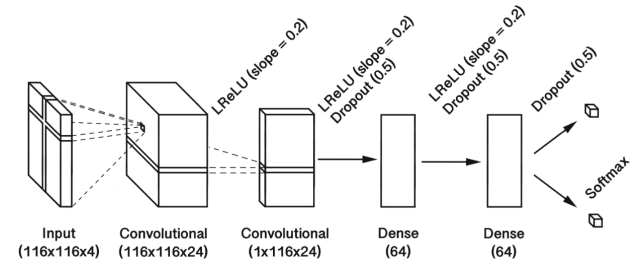 LReLU (slope = 0.2)
LReLU (slope = 0.2)
Dropout (0.5)
LReLU (slope = 0.2)
Dropout (0.5)
Dropout (0.5)
Softmax
Input
(116x116x4)
Convolutional
(116x116x24)
Convolutional
(1x116x24)
Dense
(64)
Dense
(64)